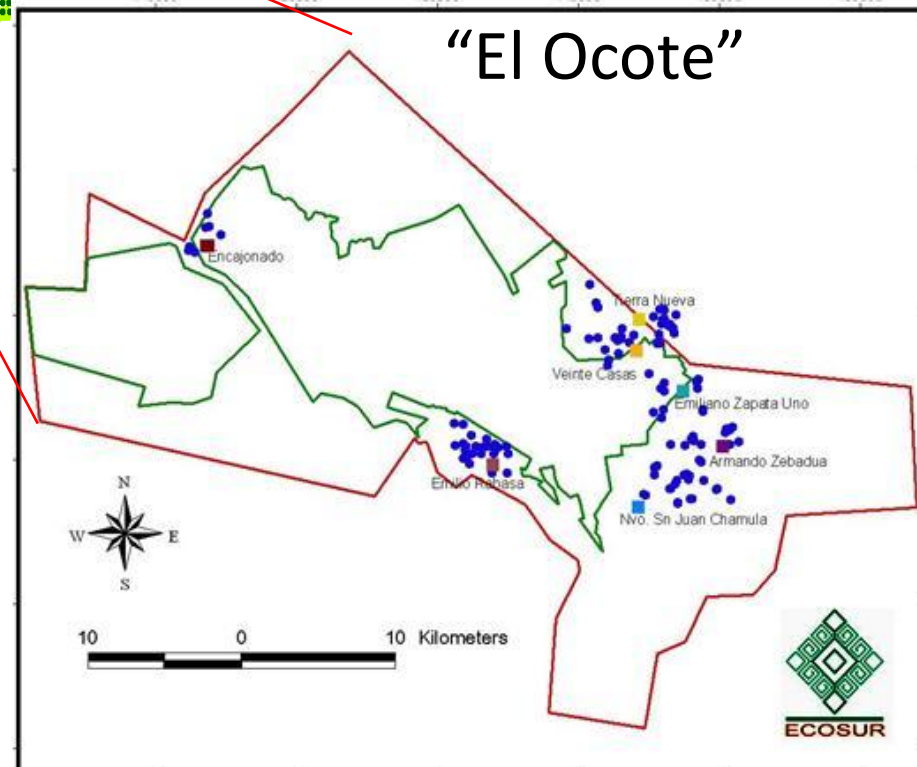 “El Ocote”
Encajonado
Tierra Nueva
Veinte Casas
Emiliano Zapata Uno
Armando Zebadua
Emilio Rabasa
Nvo. Sn Juan Chamula
N
W E
S
10 0 10 Kilometers
ECOSUR